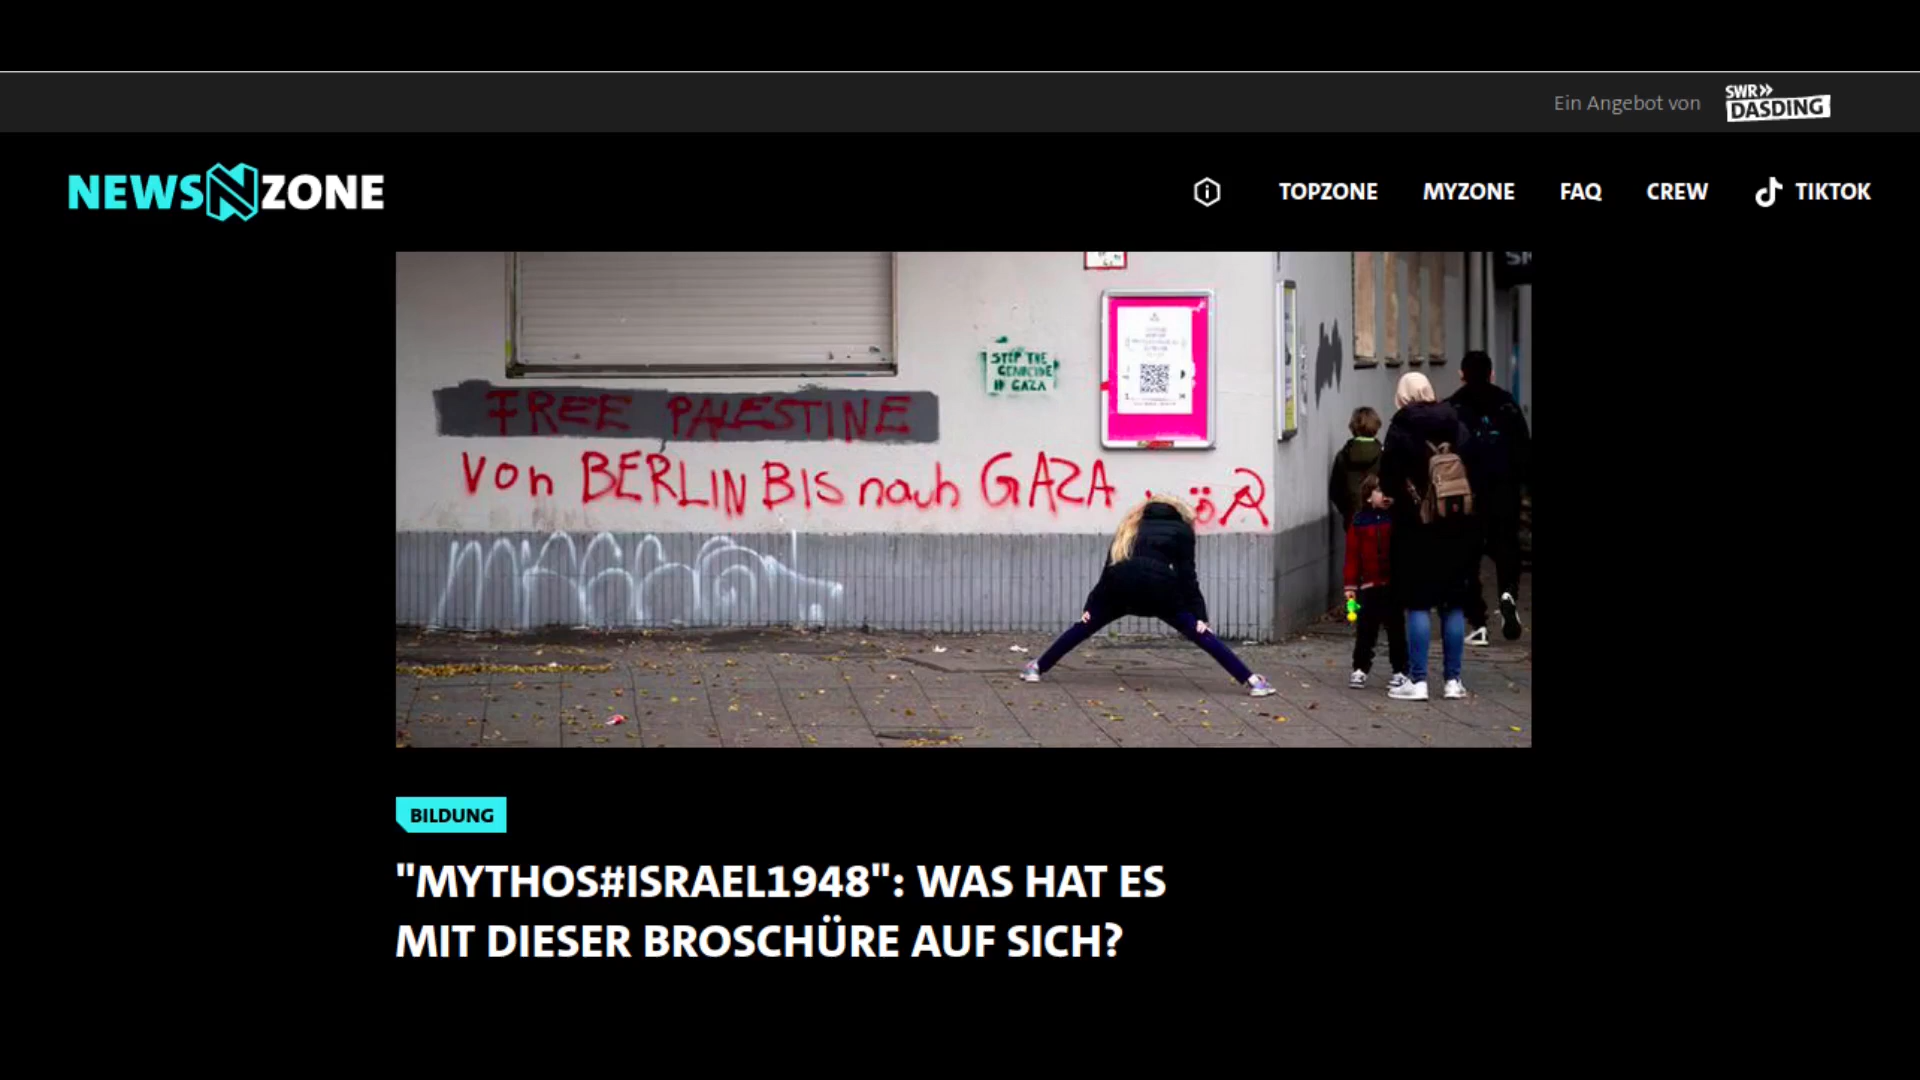 Ein Angebot von SWR» DASDING
NEWSZONE
TOPZONE MYZONE FAQ CREW TIKTOK
STOP THE
GENOCIDE
IN GAZA
FREE PALESTINE
Von BERLIN BIS nach GAZA
BILDUNG
"MYTHOS#ISRAEL1948": WAS HAT ES
MIT DIESER BROSCHÜRE AUF SICH?